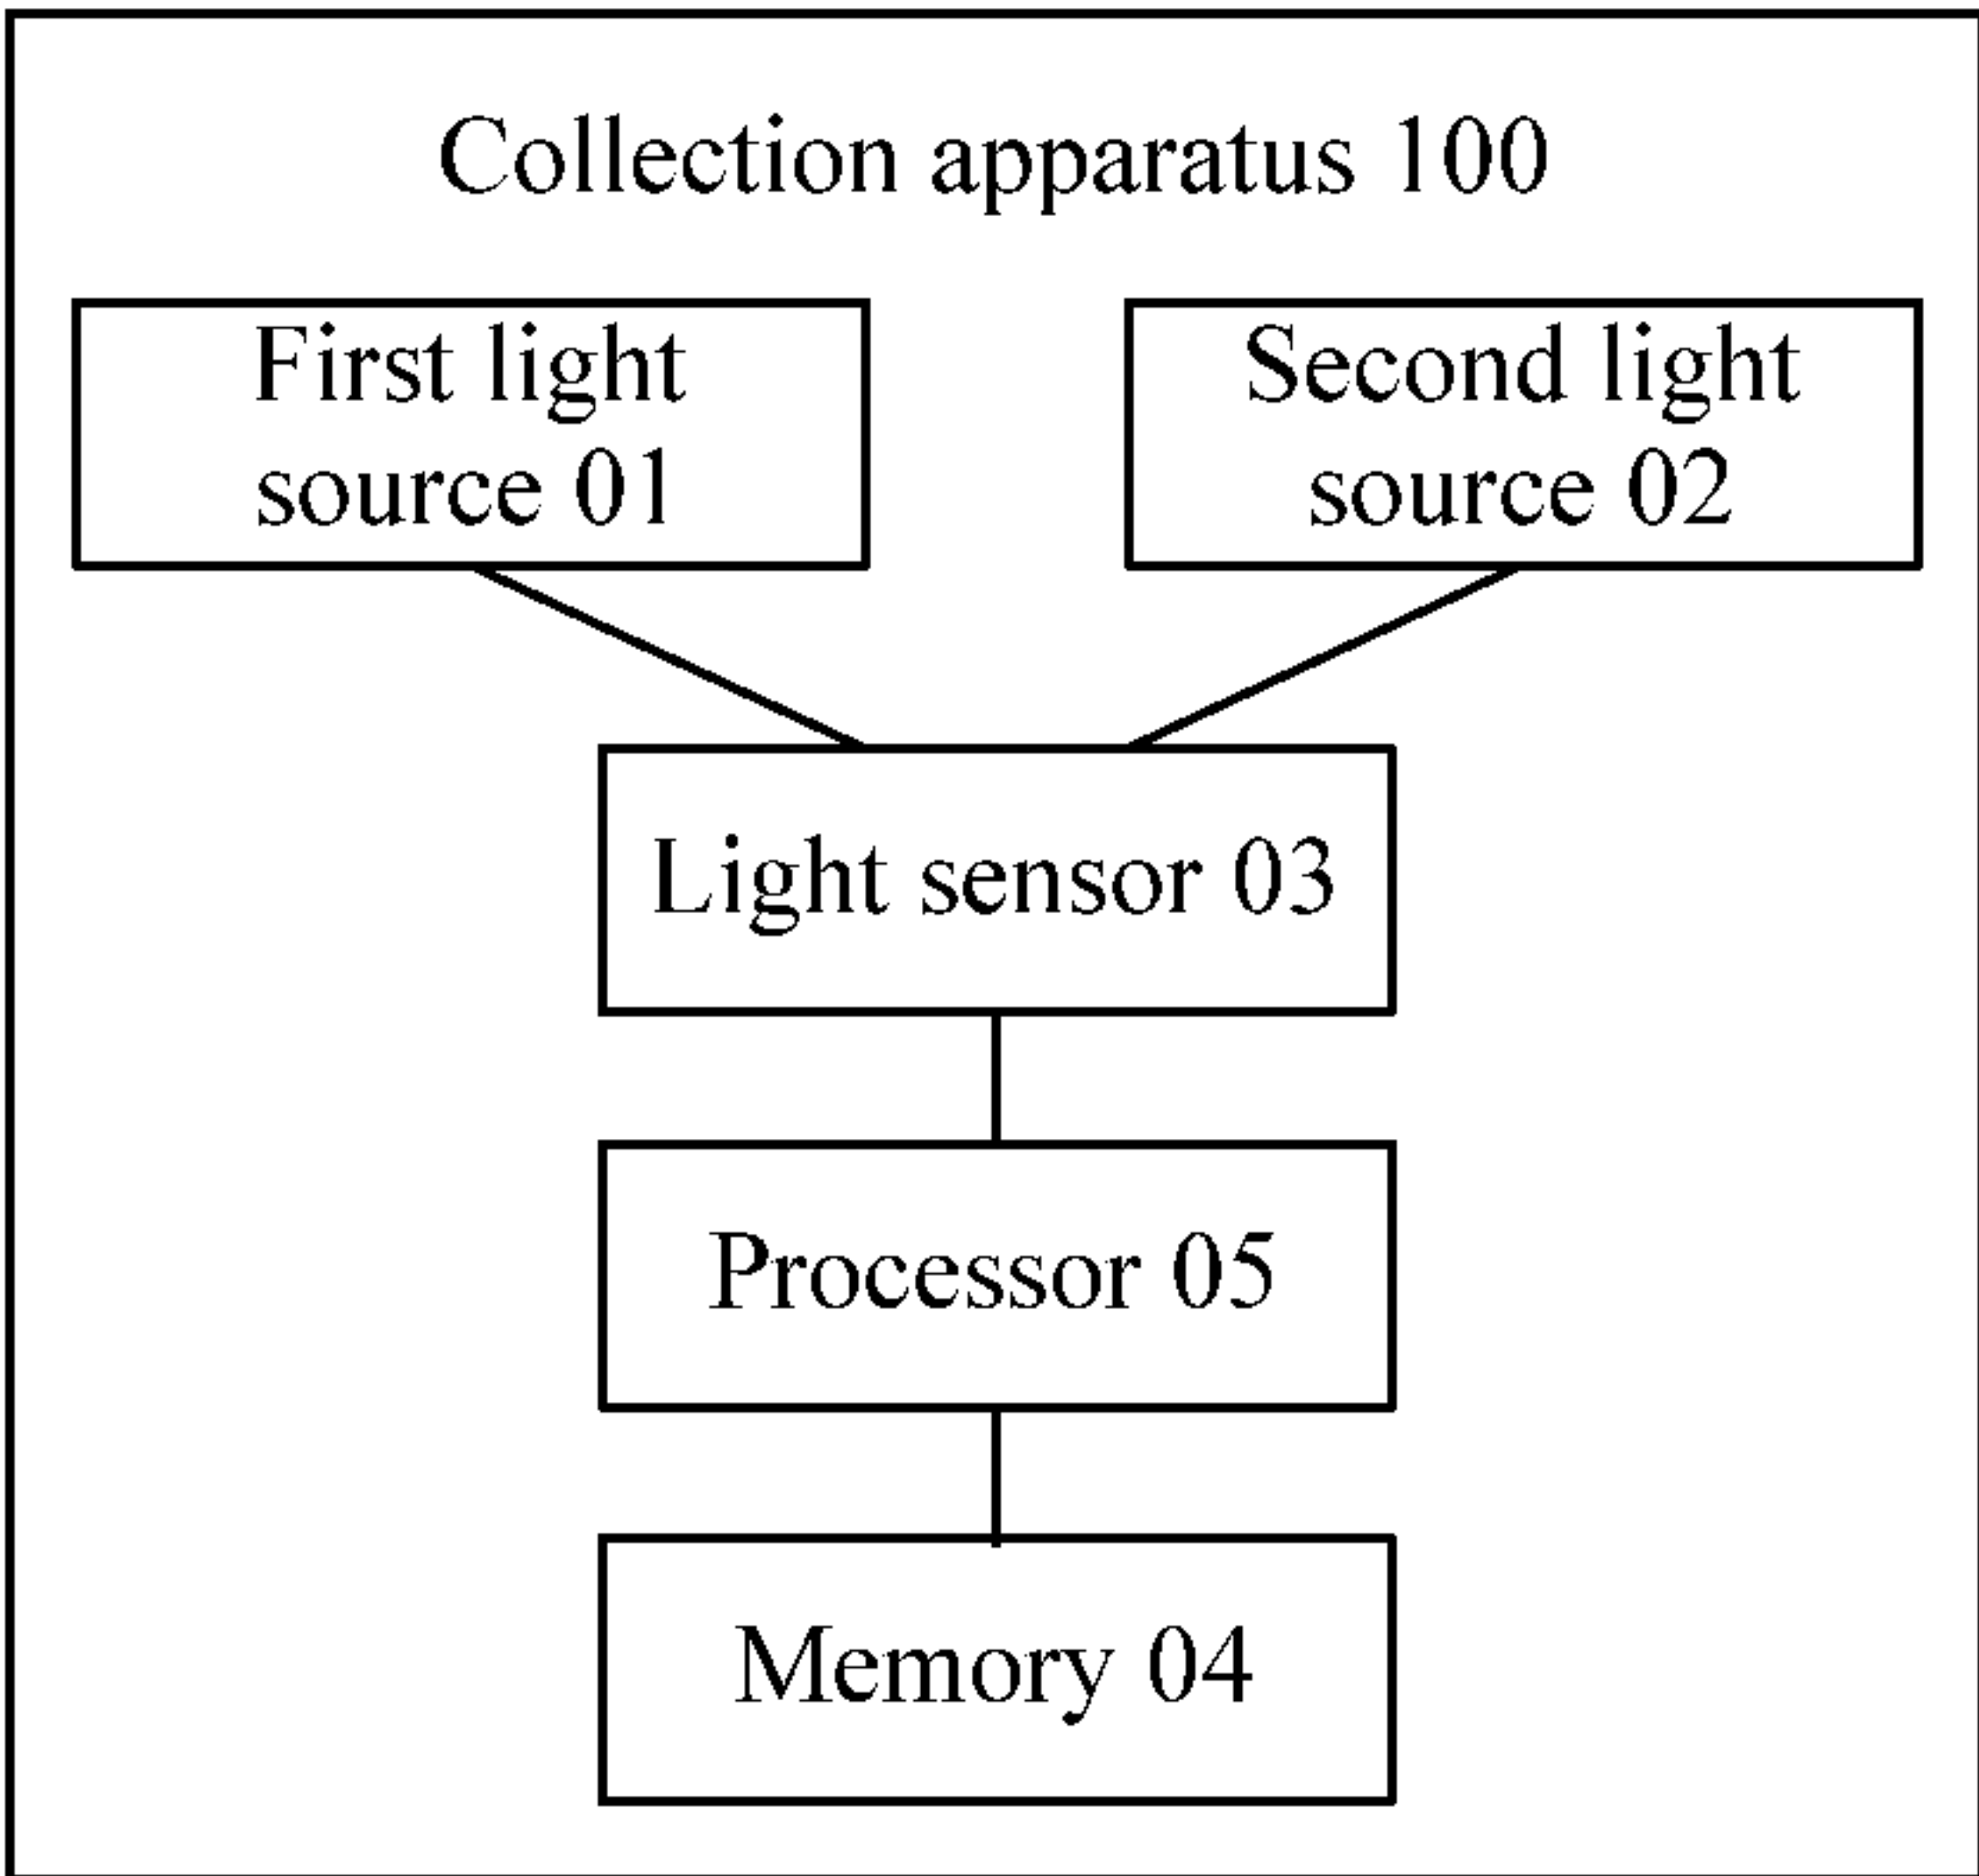 Collection apparatus 100
First light
source 01
Second light
source 02
Light sensor 03
Processor 05
Memory 04